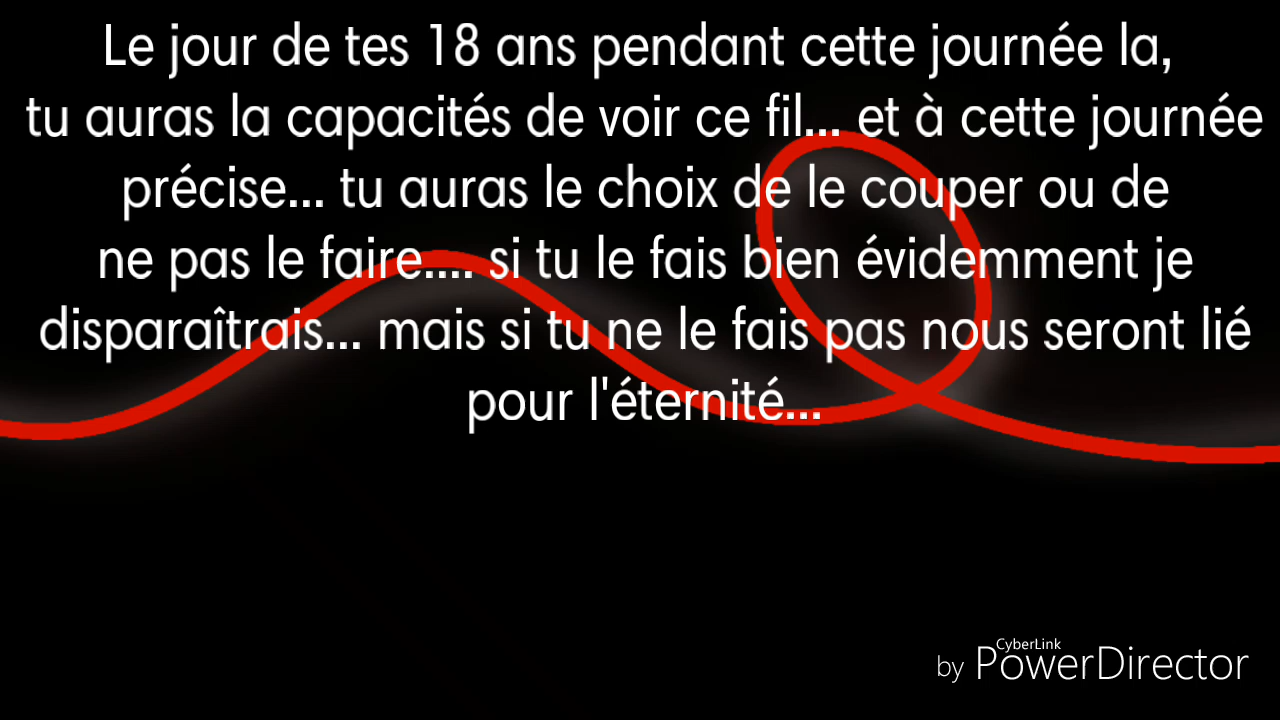 Le jour de tes 18 ans pendant cette journée la,
tu auras la capacités de voir ce fil... et à cette journée
précise... tu auras le choix de le couper ou de
ne pas le faire.... si tu le fais bien évidemment je
disparaîtrais... mais si tu ne le fais pas nous seront lié
pour l'éternité...
CyberLink
by PowerDirector